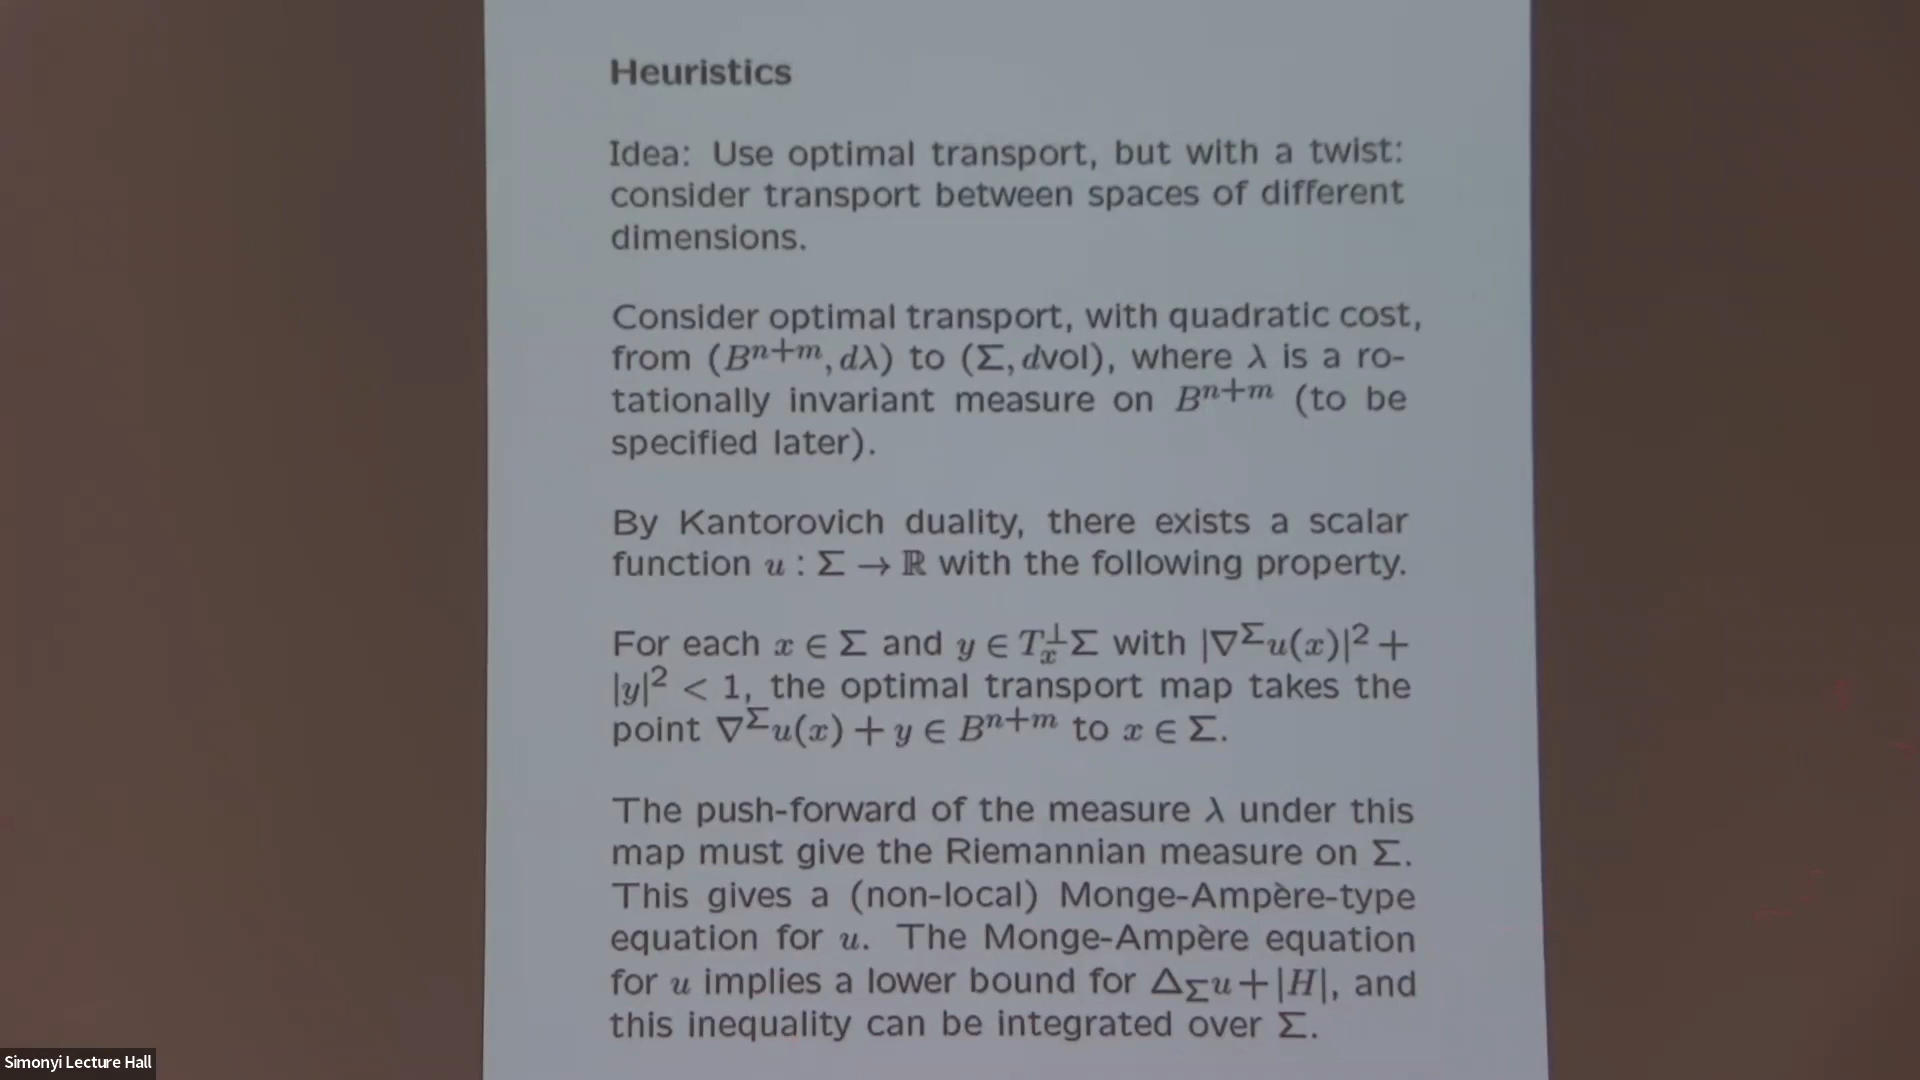 Heuristics
Idea: Use optimal transport, but with a twist:
consider transport between spaces of different
dimensions.
Consider optimal transport, with quadratic cost,
from (Bⁿ⁺ᵐ, dλ) to (Σ, dvol), where λ is a ro-
tationally invariant measure on Bⁿ⁺ᵐ (to be
specified later).
By Kantorovich duality, there exists a scalar
function u : Σ → ℝ with the following property.
For each x ∈ Σ and y ∈ Tₓ^⊥Σ with |∇^Σu(x)|² +
|y|² < 1, the optimal transport map takes the
point ∇^Σu(x) + y ∈ Bⁿ⁺ᵐ to x ∈ Σ.
The push-forward of the measure λ under this
map must give the Riemannian measure on Σ.
This gives a (non-local) Monge-Ampère-type
equation for u. The Monge-Ampère equation
for u implies a lower bound for Δ_Σu + |H|, and
this inequality can be integrated over Σ.
Simonyi Lecture Hall